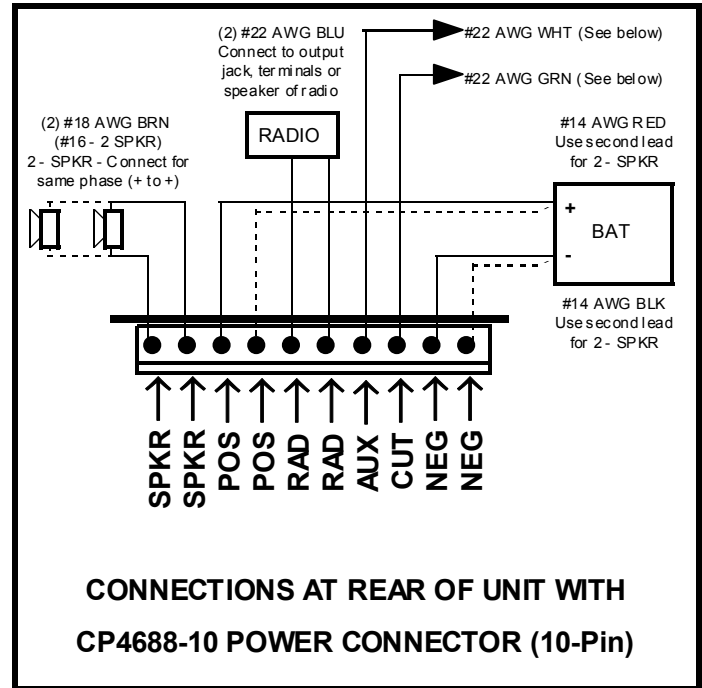 (2) #22 AWG BLU
Connect to output
jack, terminals or
speaker of radio
#22 AWG WHT (See below)
#22 AWG GRN (See below)
(2) #18 AWG BRN
(#16 - 2 SPKR)
2 - SPKR - Connect for
same phase (+ to +)
RADIO
#14 AWG RED
Use second lead
for 2 - SPKR
+
BAT
-
#14 AWG BLK
Use second lead
for 2 - SPKR
SPKR
SPKR
POS
POS
RAD
RAD
AUX
CUT
NEG
NEG
CONNECTIONS AT REAR OF UNIT WITH
CP4688-10 POWER CONNECTOR (10-Pin)